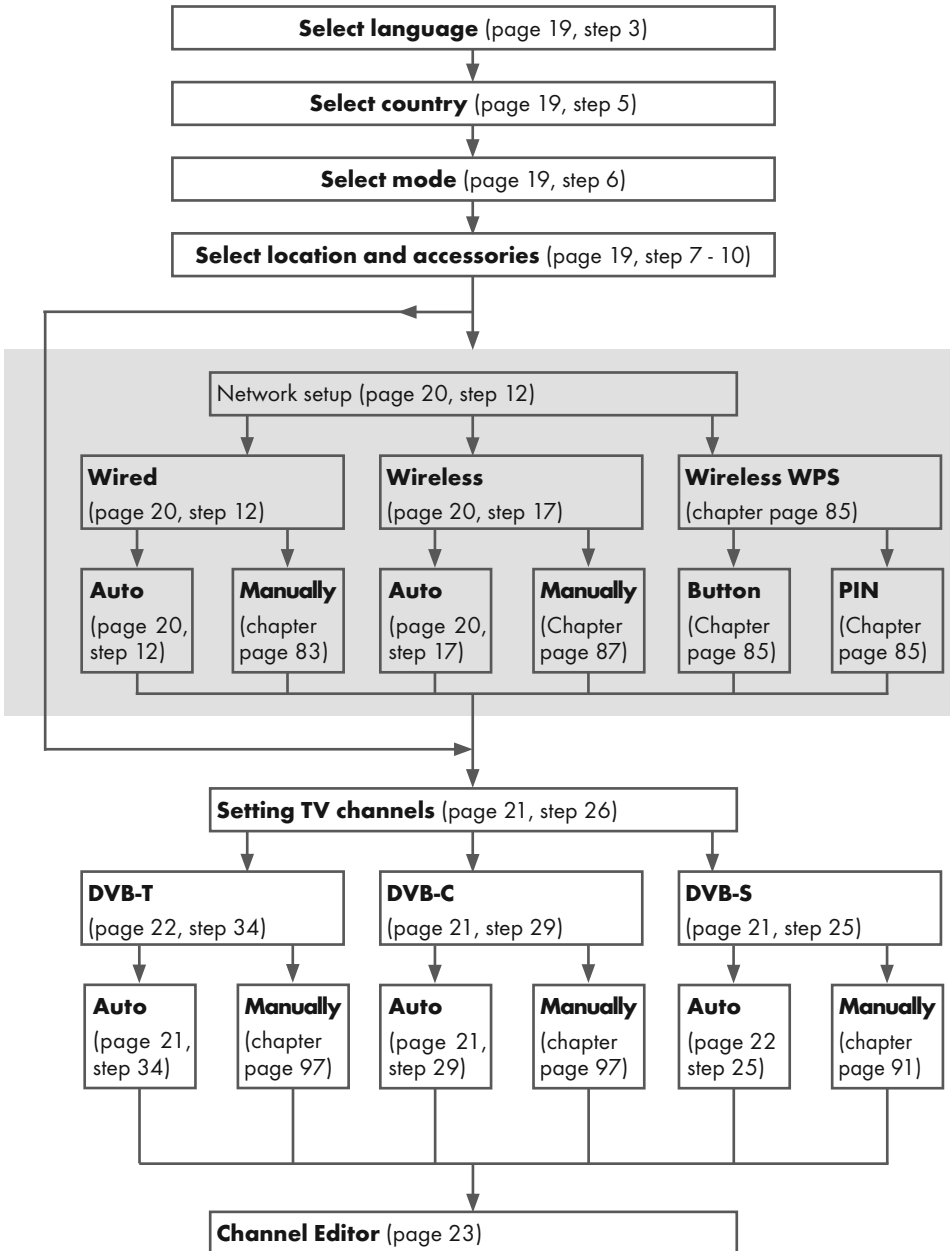 Select language (page 19, step 3)
Select country (page 19, step 5)
Select mode (page 19, step 6)
Select location and accessories (page 19, step 7 - 10)
Network setup (page 20, step 12)
Wired
(page 20, step 12)
Wireless
(page 20, step 17)
Wireless WPS
(chapter page 85)
Auto
(page 20,
step 12)
Manually
(chapter
page 83)
Auto
(page 20,
step 17)
Manually
(Chapter
page 87)
Button
(Chapter
page 85)
PIN
(Chapter
page 85)
Setting TV channels (page 21, step 26)
DVB-T
(page 22, step 34)
DVB-C
(page 21, step 29)
DVB-S
(page 21, step 25)
Auto
(page 21,
step 34)
Manually
(chapter
page 97)
Auto
(page 21,
step 29)
Manually
(chapter
page 97)
Auto
(page 22
step 25)
Manually
(chapter
page 91)
Channel Editor (page 23)